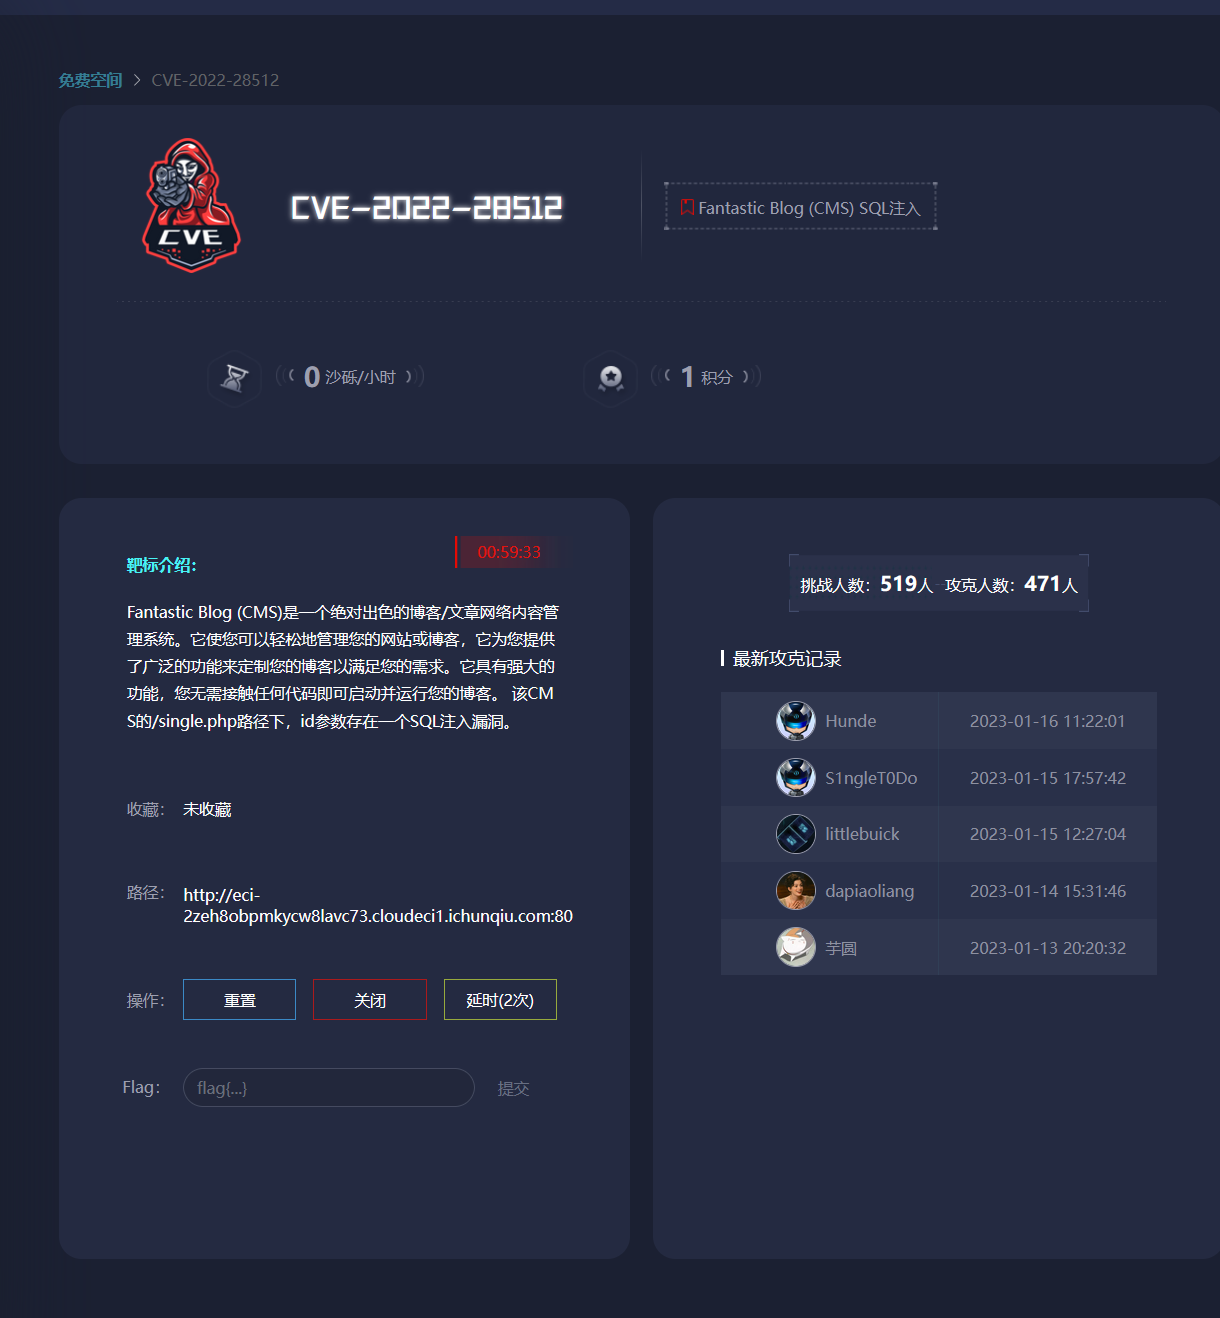 免费空间 > CVE-2022-28512
CVE
CVE-2022-28512
Fantastic Blog (CMS) SQL注入
0 沙砾/小时
1 积分
靶标介绍：
00:59:33
Fantastic Blog (CMS)是一个绝对出色的博客/文章网络内容管
理系统。它使您可以轻松地管理您的网站或博客，它为您提供
了广泛的功能来定制您的博客以满足您的需求。它具有强大的
功能，您无需接触任何代码即可启动并运行您的博客。 该CM
S的/single.php路径下，id参数存在一个SQL注入漏洞。
收藏： 未收藏
路径： http://eci-
2zeh8obpmkycw8lavc73.cloudeci1.ichunqiu.com:80
操作： 重置 关闭 延时(2次)
Flag： flag{...} 提交
挑战人数：519人 攻克人数：471人
最新攻克记录
Hunde 2023-01-16 11:22:01
S1ngleT0Do 2023-01-15 17:57:42
littlebuick 2023-01-15 12:27:04
dapiaoliang 2023-01-14 15:31:46
芋圆 2023-01-13 20:20:32